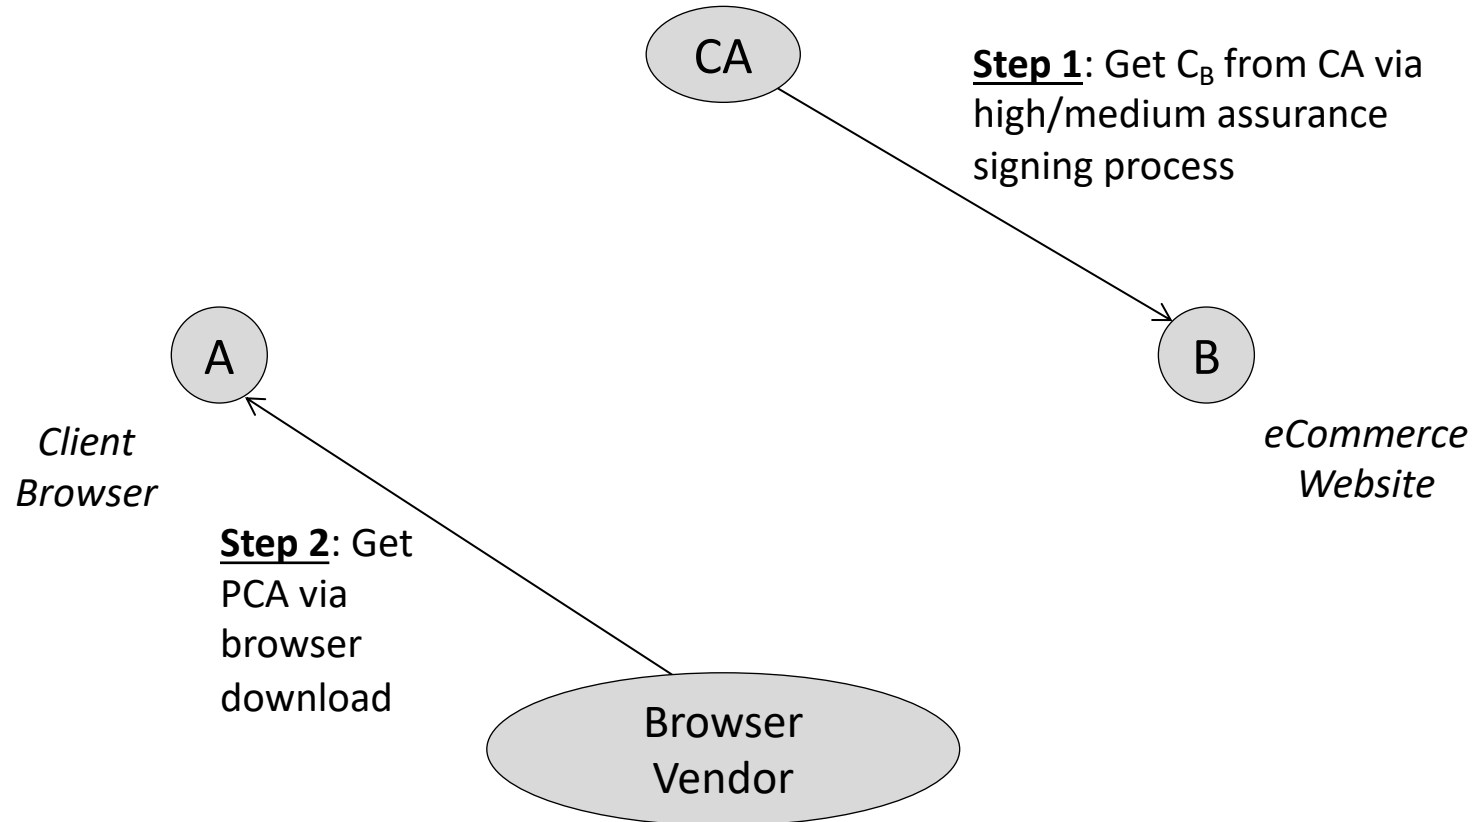 CA
Step 1: Get C_B from CA via
high/medium assurance
signing process
A
B
Client
Browser
eCommerce
Website
Step 2: Get
PCA via
browser
download
Browser
Vendor